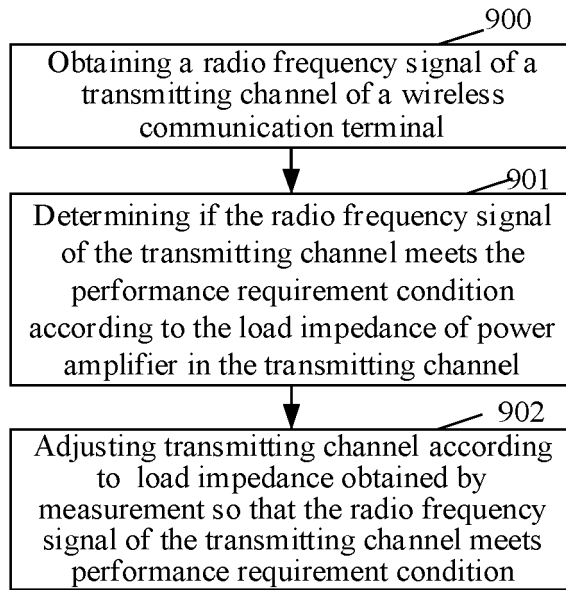 900
Obtaining a radio frequency signal of a
transmitting channel of a wireless
communication terminal
901
Determining if the radio frequency signal
of the transmitting channel meets the
performance requirement condition
according to the load impedance of power
amplifier in the transmitting channel
902
Adjusting transmitting channel according
to load impedance obtained by
measurement so that the radio frequency
signal of the transmitting channel meets
performance requirement condition